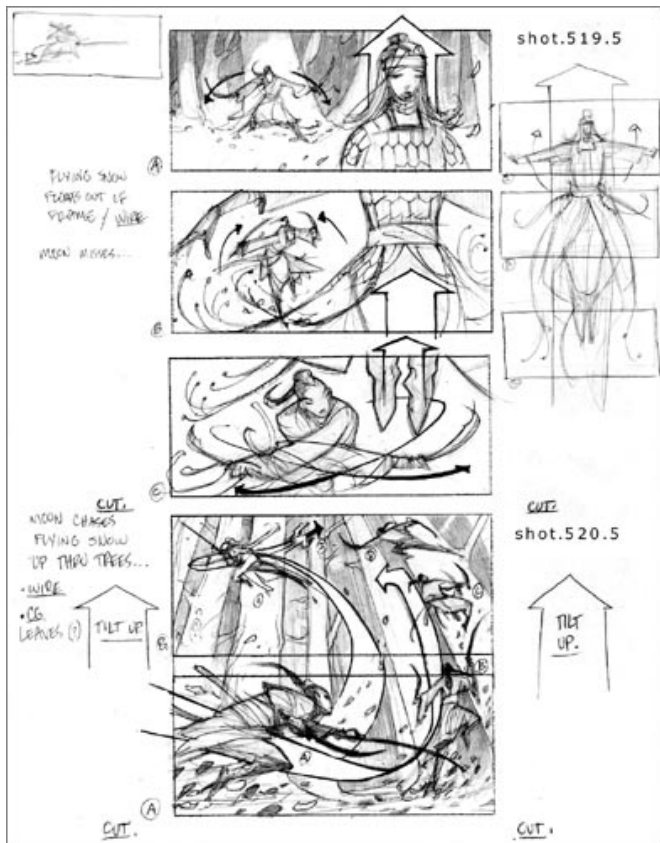 shot.519.5
A
FLYING SNOW
FLOATS OUT OF
FRAME / WIRE
MOON MOVES...
B
C
CUT.
CUT.
MOON CHASES
FLYING SNOW
UP THRU TREES...
• WIRE
• CG
LEAVES (?)
TILT UP
shot.520.5
TILT
UP.
B
C
B
A
A
CUT.
CUT.